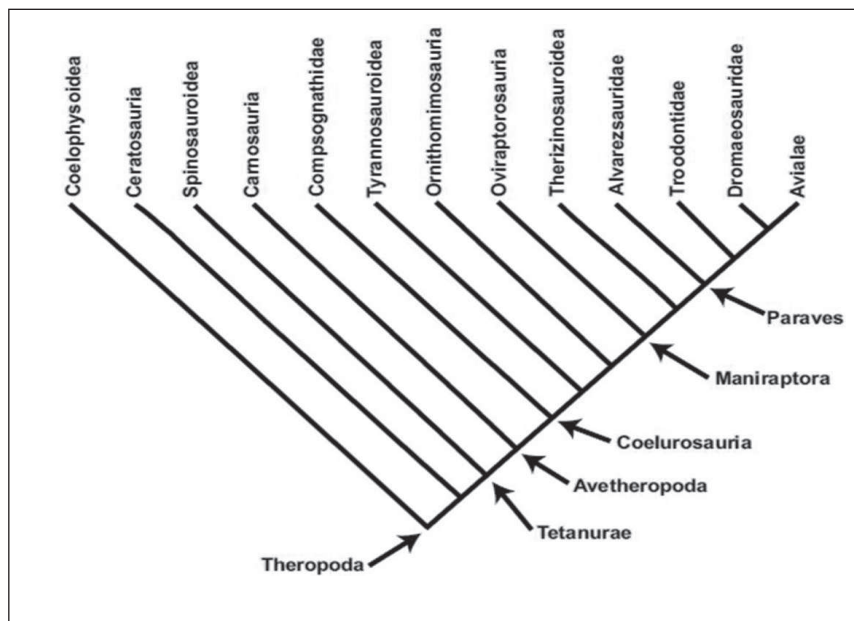 Coelophysoidea
Ceratosauria
Spinosauroidea
Carnosauria
Compsognathidae
Tyrannosauroidea
Ornithomimosauria
Oviraptorosauria
Therizinosauroidea
Alvarezsauridae
Troodontidae
Dromaeosauridae
Avialae
Paraves
Maniraptora
Coelurosauria
Avetheropoda
Tetanurae
Theropoda